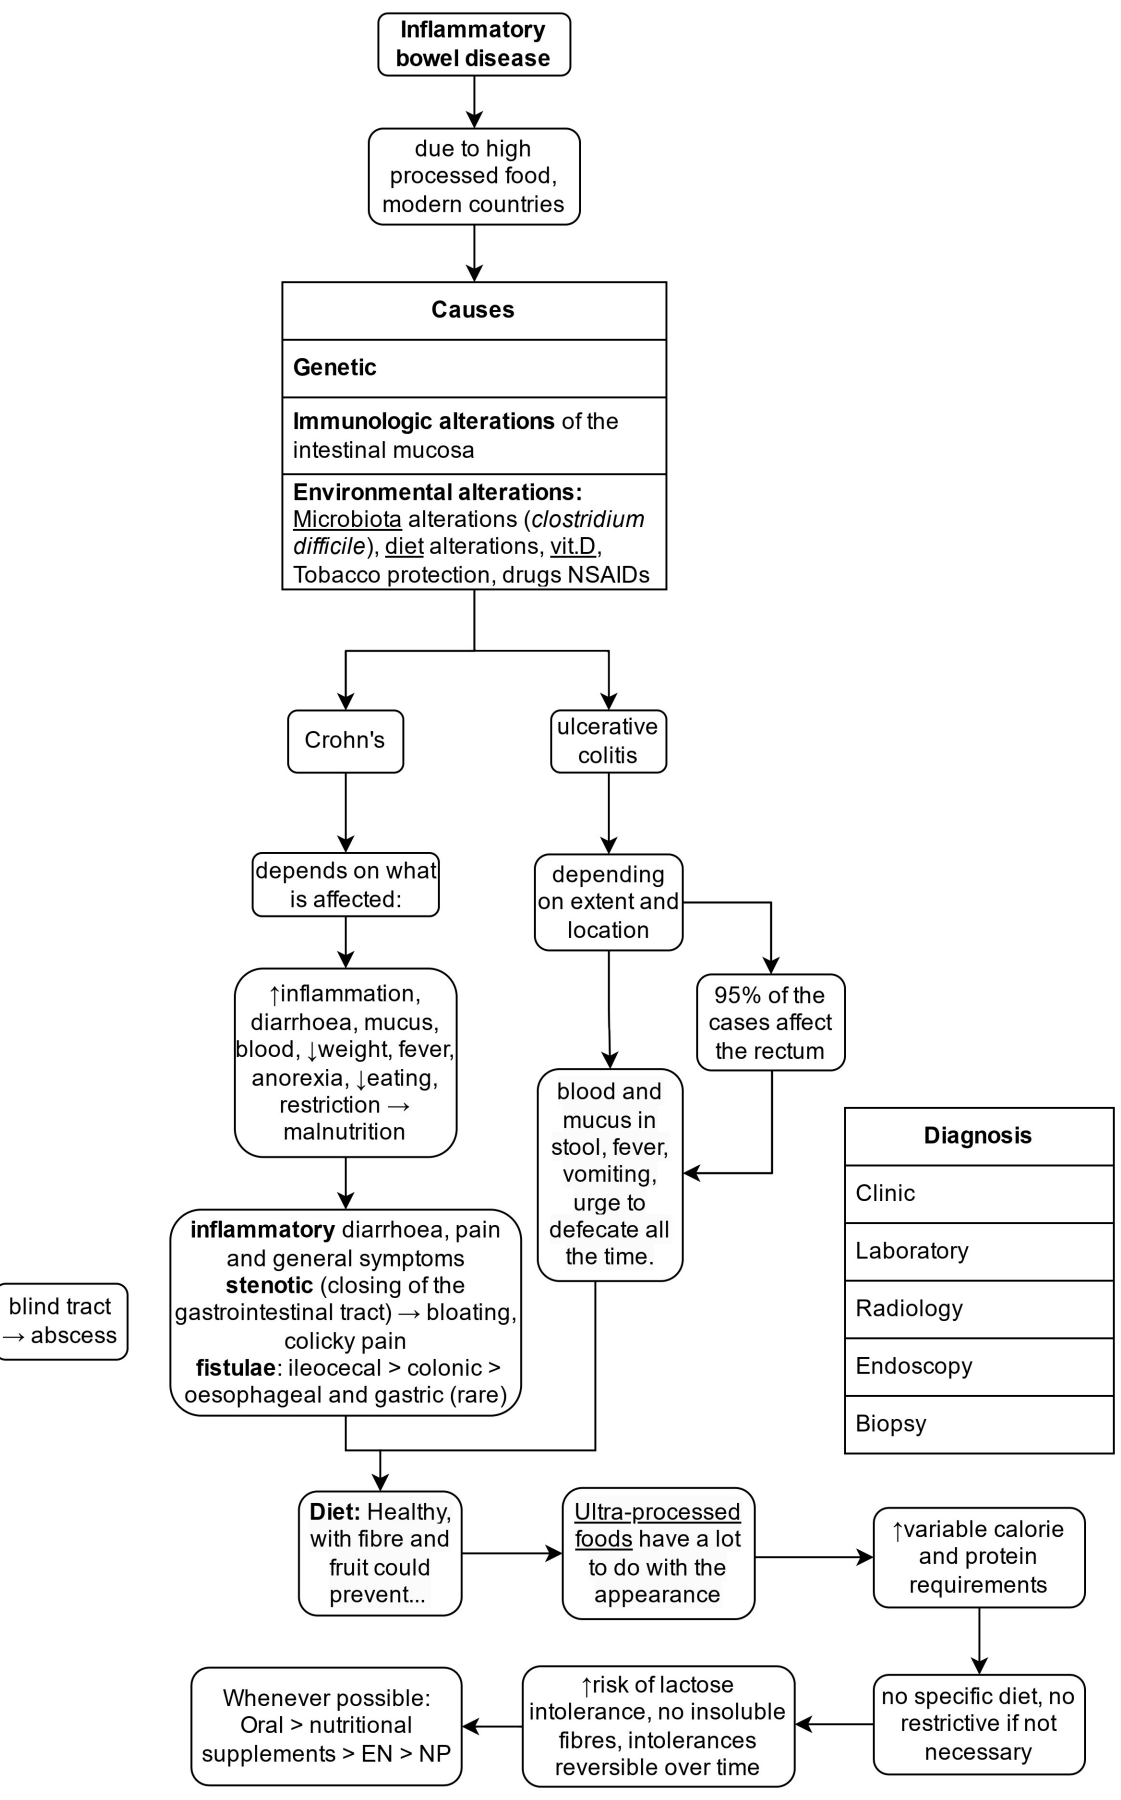 Inflammatory
bowel disease
due to high
processed food,
modern countries
Causes
Genetic
Immunologic alterations of the
intestinal mucosa
Environmental alterations:
Microbiota alterations (clostridium
difficile), diet alterations, vit.D,
Tobacco protection, drugs NSAIDs
Crohn's
ulcerative
colitis
depends on what
is affected:
depending
on extent and
location
↑inflammation,
diarrhoea, mucus,
blood, ↓weight, fever,
anorexia, ↓eating,
restriction →
malnutrition
95% of the
cases affect
the rectum
blood and
mucus in
stool, fever,
vomiting,
urge to
defecate all
the time.
Diagnosis
Clinic
Laboratory
Radiology
Endoscopy
Biopsy
inflammatory diarrhoea, pain
and general symptoms
stenotic (closing of the
gastrointestinal tract) → bloating,
colicky pain
fistulae: ileocecal > colonic >
oesophageal and gastric (rare)
blind tract
→ abscess
Diet: Healthy,
with fibre and
fruit could
prevent...
Ultra-processed
foods have a lot
to do with the
appearance
↑variable calorie
and protein
requirements
no specific diet, no
restrictive if not
necessary
↑risk of lactose
intolerance, no insoluble
fibres, intolerances
reversible over time
Whenever possible:
Oral > nutritional
supplements > EN > NP